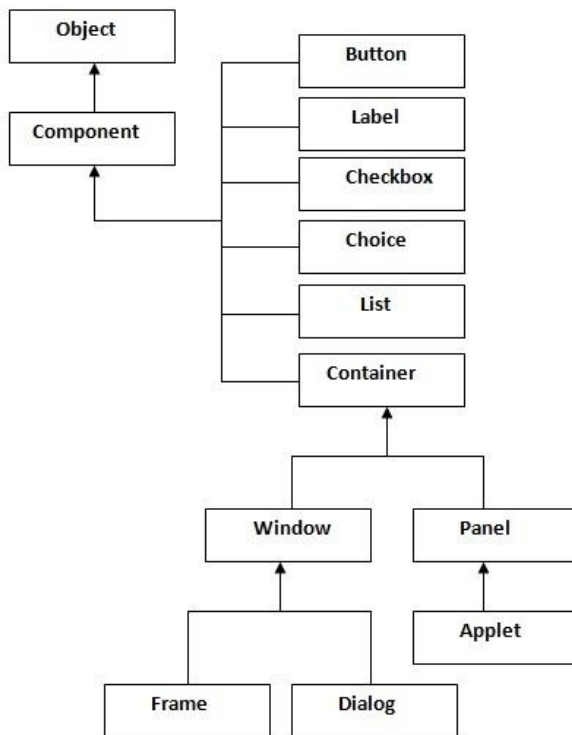 Object
Button
Component
Label
Checkbox
Choice
List
Container
Window
Panel
Applet
Frame
Dialog